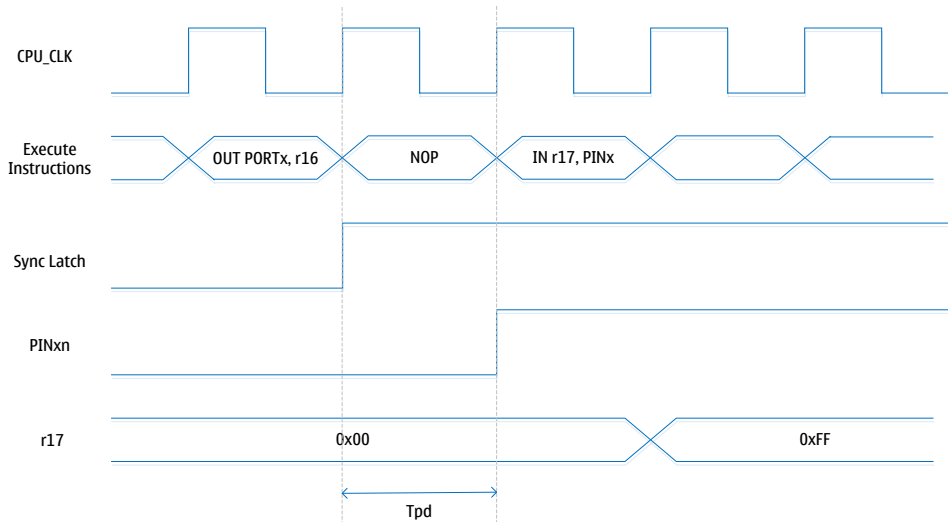 CPU_CLK
Execute
Instructions
OUT PORTx, r16
NOP
IN r17, PINx
Sync Latch
PINxn
r17
0x00
0xFF
Tpd